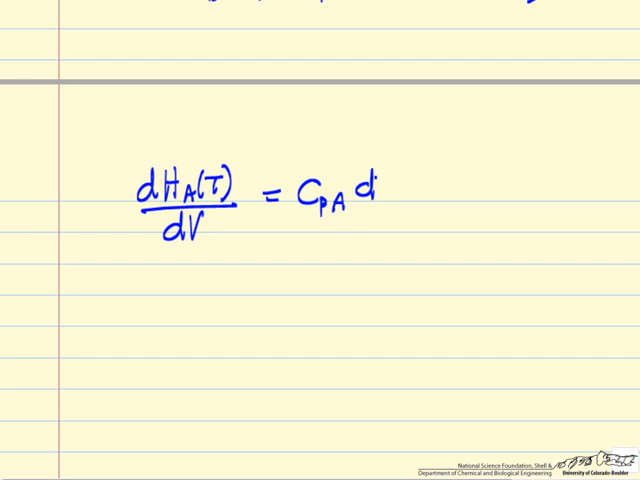 dH_A(T)/dV = C_pA d
National Science Foundation, Shell &
Department of Chemical and Biological Engineering
University of Colorado-Boulder